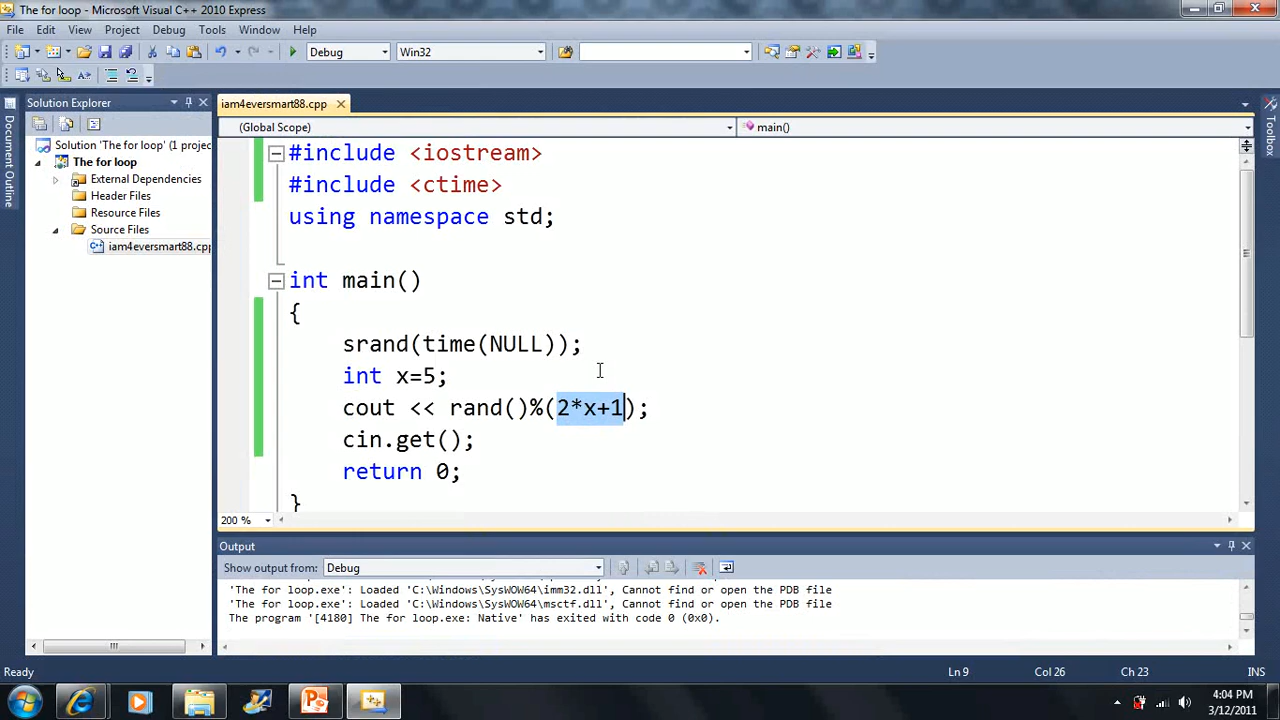 The for loop - Microsoft Visual C++ 2010 Express
File Edit View Project Debug Tools Window Help
Debug Win32
Solution Explorer
iam4eversmart88.cpp
(Global Scope) main()
Document Outline
Toolbox
Solution 'The for loop' (1 projec
The for loop
External Dependencies
Header Files
Resource Files
Source Files
iam4eversmart88.cpp
#include <iostream>
#include <ctime>
using namespace std;
int main()
{
srand(time(NULL));
int x=5;
cout << rand()%(2*x+1);
cin.get();
return 0;
}
200 %
Output
Show output from: Debug
'The for loop.exe': Loaded 'C:\Windows\SysWOW64\imm32.dll', Cannot find or open the PDB file
'The for loop.exe': Loaded 'C:\Windows\SysWOW64\msctf.dll', Cannot find or open the PDB file
The program '[4180] The for loop.exe: Native' has exited with code 0 (0x0).
Ready Ln 9 Col 26 Ch 23 INS
4:04 PM
3/12/2011